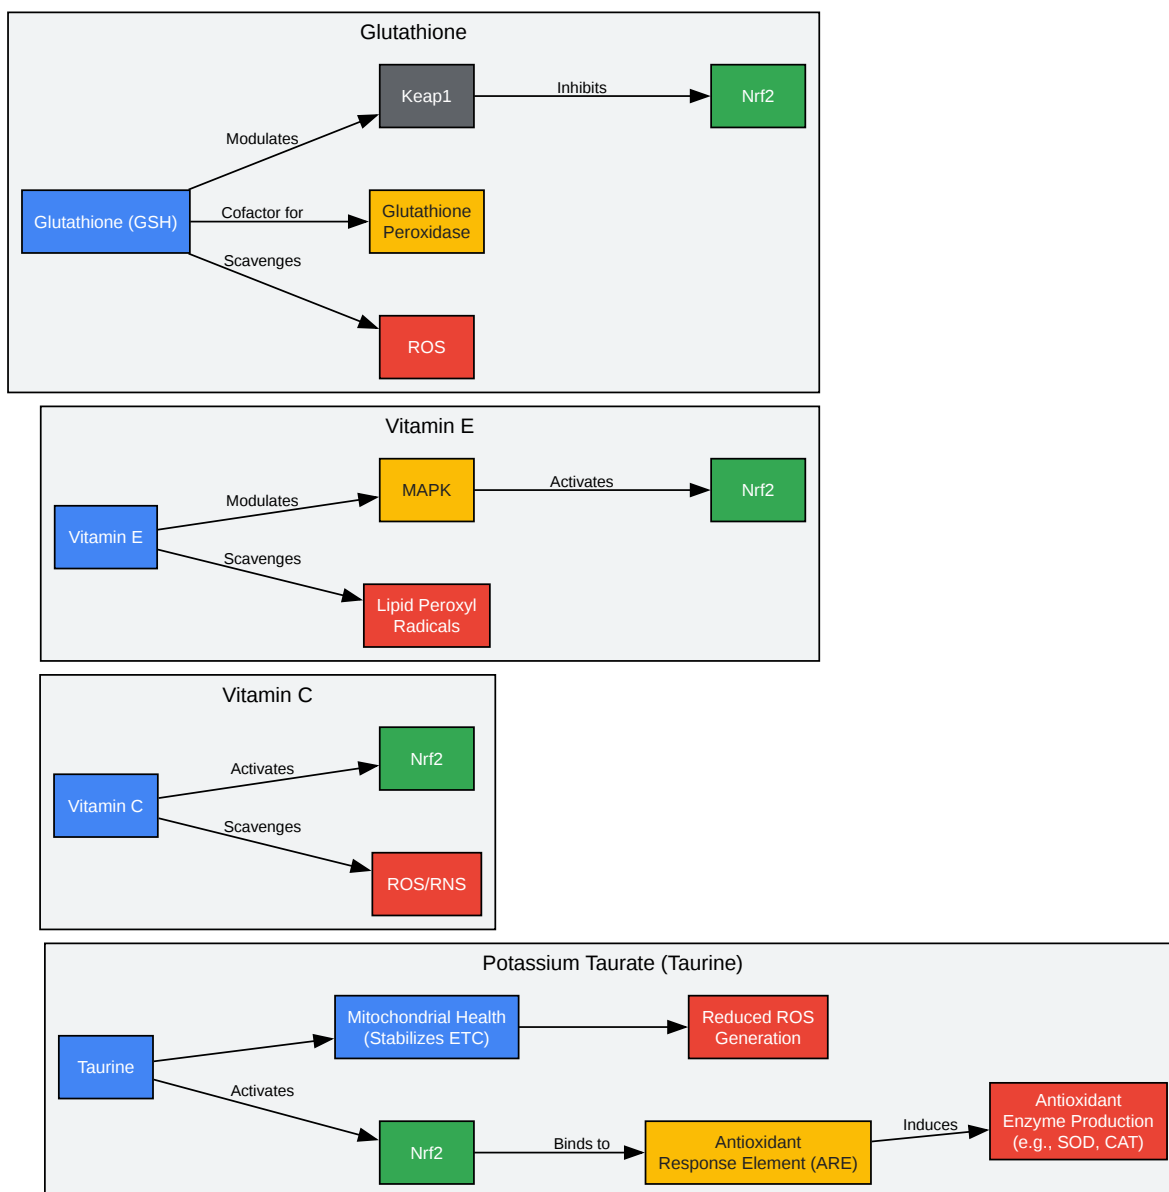 Glutathione
Keap1
Inhibits
Nrf2
Modulates
Glutathione (GSH)
Cofactor for
Glutathione
Peroxidase
Scavenges
ROS
Vitamin E
MAPK
Activates
Nrf2
Modulates
Vitamin E
Scavenges
Lipid Peroxyl
Radicals
Vitamin C
Nrf2
Activates
Vitamin C
Scavenges
ROS/RNS
Potassium Taurate (Taurine)
Mitochondrial Health
(Stabilizes ETC)
Reduced ROS
Generation
Taurine
Activates
Nrf2
Binds to
Antioxidant
Response Element (ARE)
Induces
Antioxidant
Enzyme Production
(e.g., SOD, CAT)